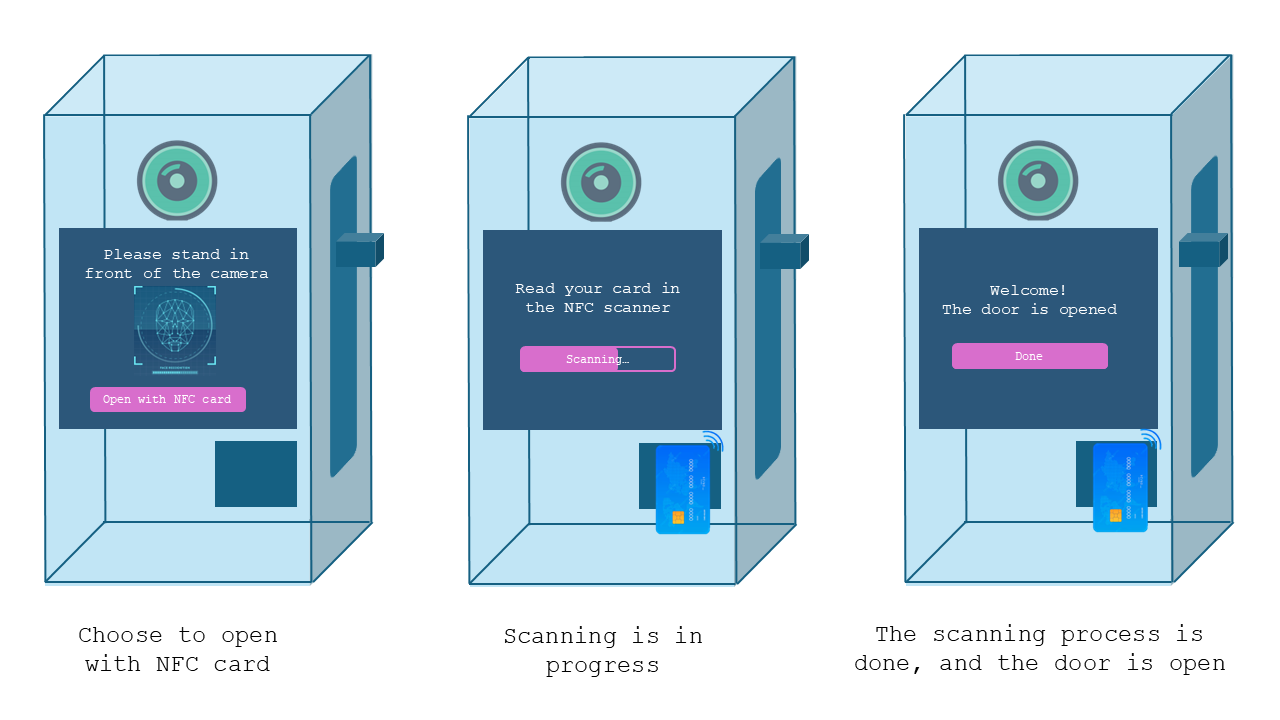 Please stand in
front of the camera
Open with NFC card
Choose to open
with NFC card
Read your card in
the NFC scanner
Scanning…
Scanning is in
progress
Welcome!
The door is opened
Done
The scanning process is
done, and the door is open